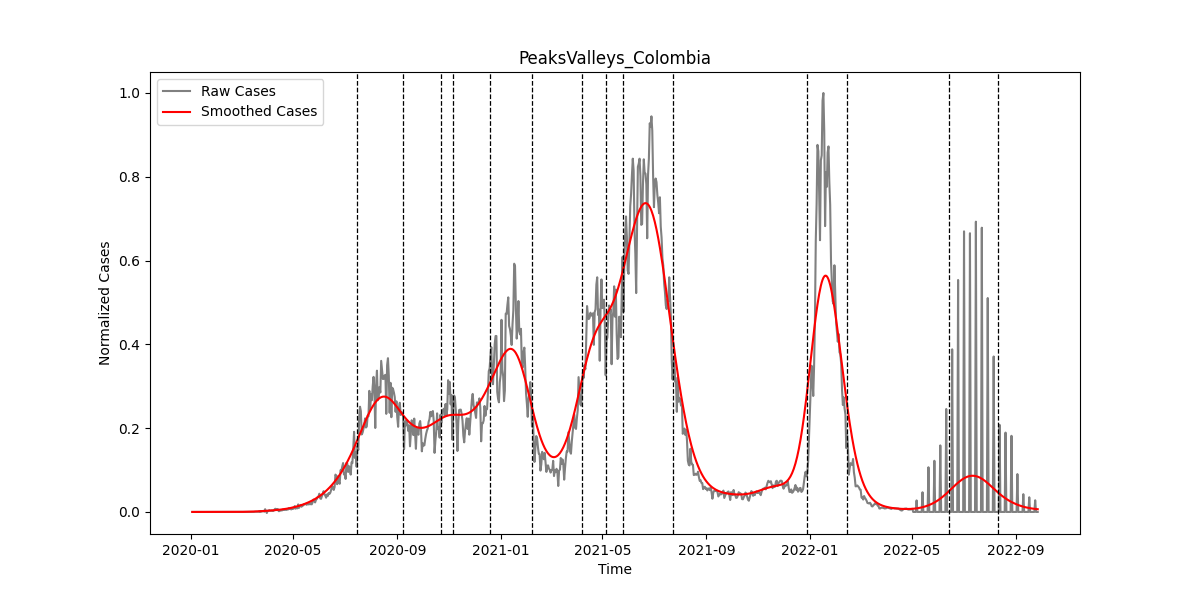 PeaksValleys_Colombia
Raw Cases
Smoothed Cases
Normalized Cases
1.0
0.8
0.6
0.4
0.2
0.0
2020-01 2020-05 2020-09 2021-01 2021-05 2021-09 2022-01 2022-05 2022-09
Time